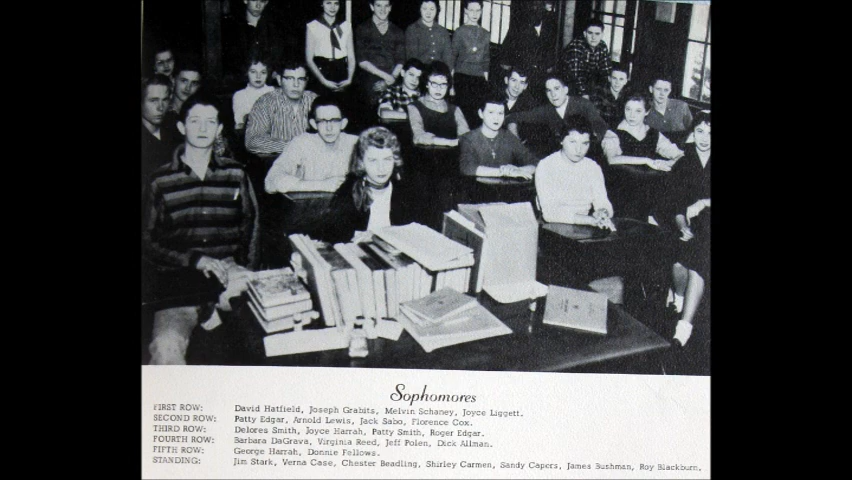 Sophomores
FIRST ROW: David Hatfield, Joseph Grabits, Melvin Schaney, Joyce Liggett.
SECOND ROW: Patty Edgar, Arnold Lewis, Jack Sabo, Florence Cox.
THIRD ROW: Delores Smith, Joyce Harrah, Patty Smith, Roger Edgar.
FOURTH ROW: Barbara DaGrava, Virginia Reed, Jeff Polen, Dick Allman.
FIFTH ROW: George Harrah, Donnie Fellows.
STANDING: Jim Stark, Verna Case, Chester Beadling, Shirley Carmen, Sandy Capers, James Bushman, Roy Blackburn,